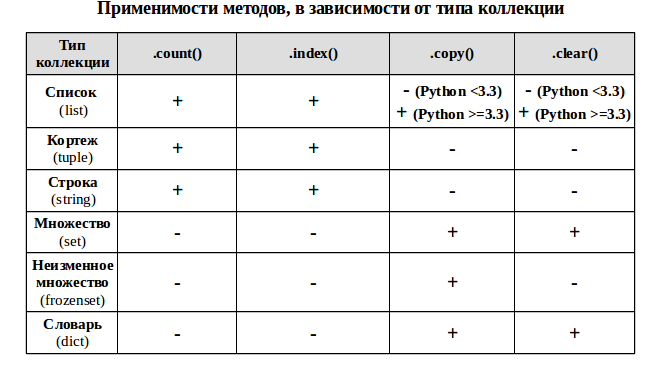 Применимости методов, в зависимости от типа коллекции
Тип коллекции .count() .index() .copy() .clear()
Список (list) + + - (Python <3.3) + (Python >=3.3) - (Python <3.3) + (Python >=3.3)
Кортеж (tuple) + + - -
Строка (string) + + - -
Множество (set) - - + +
Неизменное множество (frozenset) - - + -
Словарь (dict) - - + +